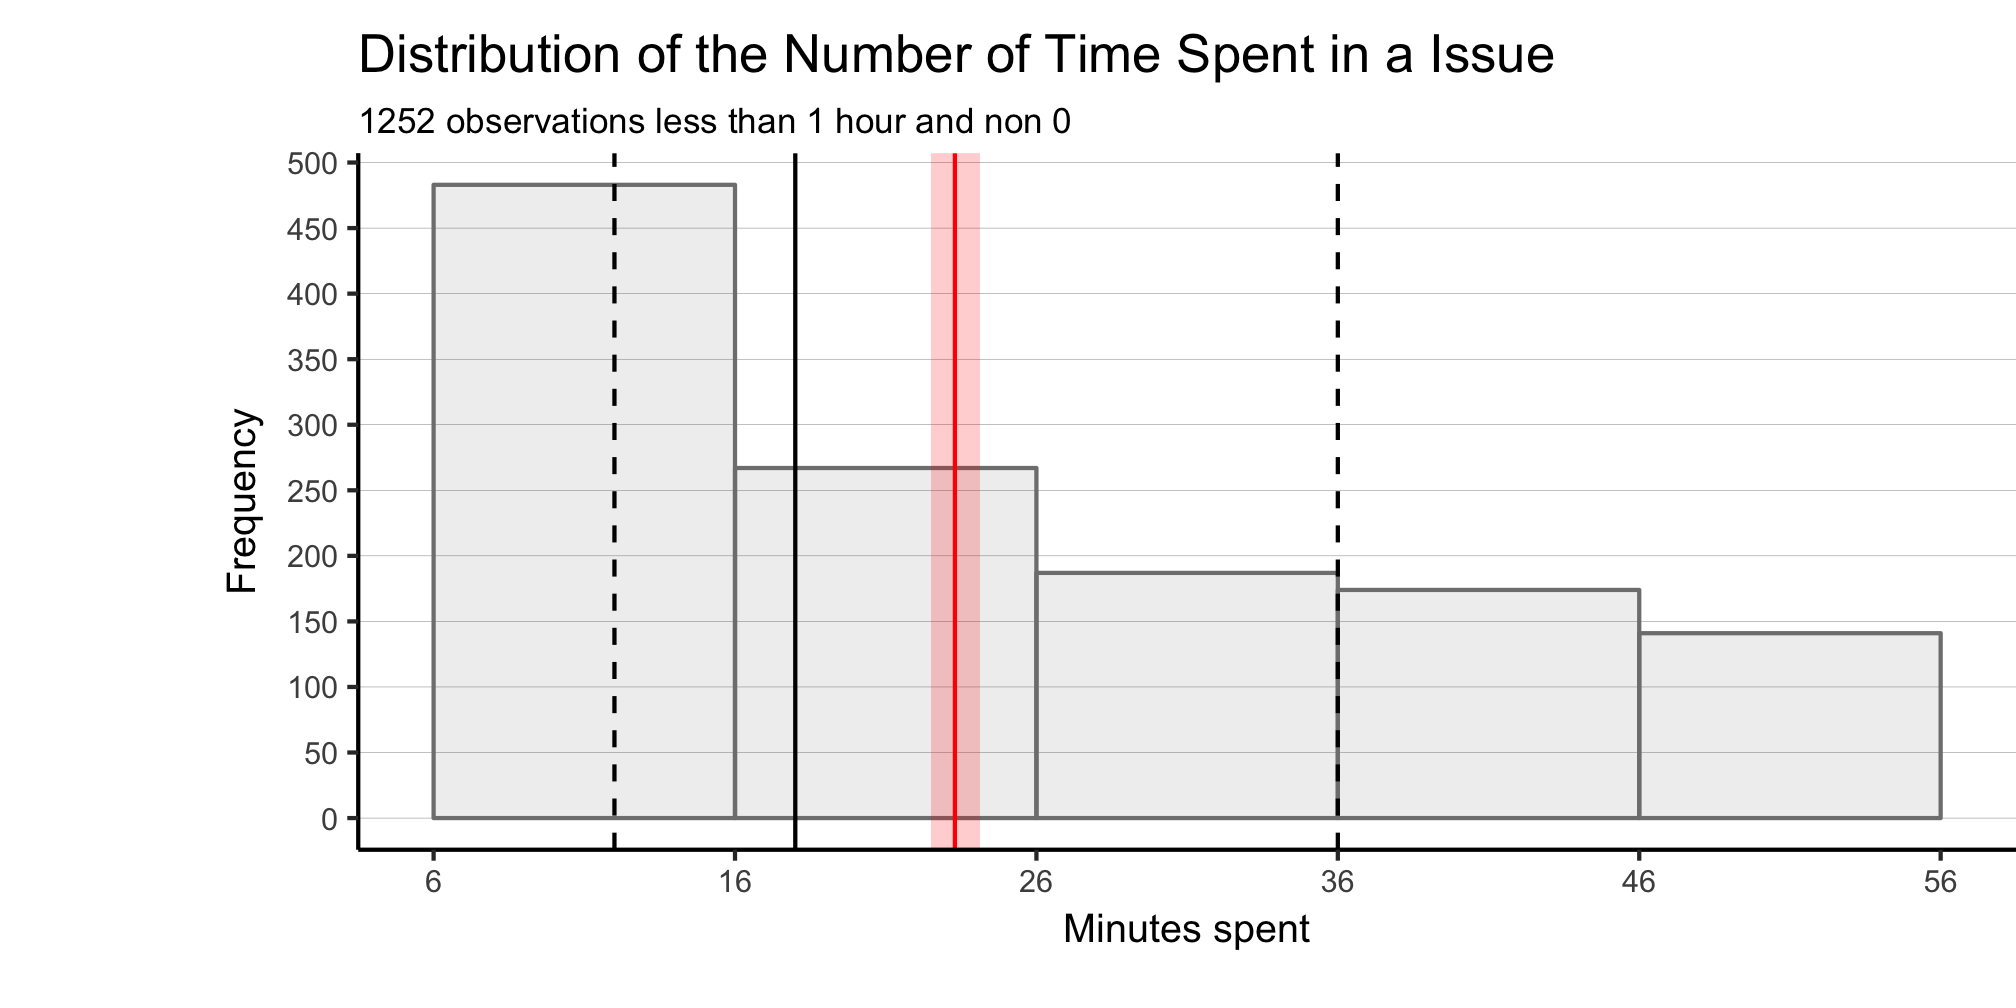 Distribution of the Number of Time Spent in a Issue
1252 observations less than 1 hour and non 0
500
450
400
350
300
250
200
150
100
50
0
Frequency
6 16 26 36 46 56
Minutes spent